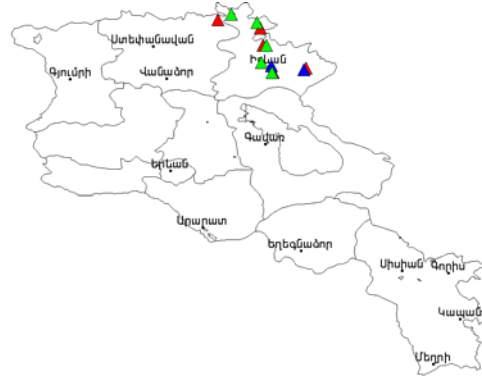 Ստեփանավան
Գյումրի
Վանաձոր
Իջևան
Գավառ
Երևան
Արարատ
Եղեգնաձոր
Սիսիան
Գորիս
Կապան
Մեղրի